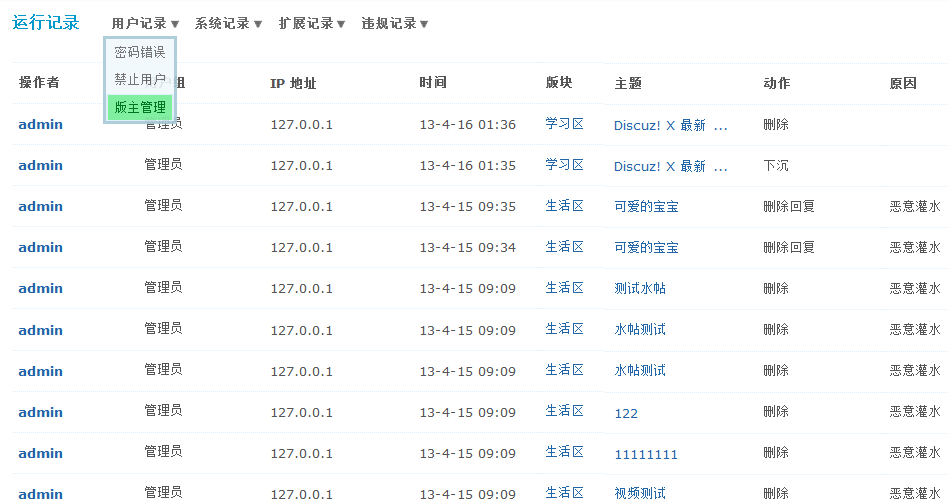 运行记录 用户记录▼ 系统记录▼ 扩展记录▼ 违规记录▼
密码错误
禁止用户
版主管理
操作者 组 IP 地址 时间 版块 主题 动作 原因
admin 管理员 127.0.0.1 13-4-16 01:36 学习区 Discuz! X 最新 ... 删除
admin 管理员 127.0.0.1 13-4-16 01:35 学习区 Discuz! X 最新 ... 下沉
admin 管理员 127.0.0.1 13-4-15 09:35 生活区 可爱的宝宝 删除回复 恶意灌水
admin 管理员 127.0.0.1 13-4-15 09:34 生活区 可爱的宝宝 删除回复 恶意灌水
admin 管理员 127.0.0.1 13-4-15 09:09 生活区 测试水帖 删除 恶意灌水
admin 管理员 127.0.0.1 13-4-15 09:09 生活区 水帖测试 删除 恶意灌水
admin 管理员 127.0.0.1 13-4-15 09:09 生活区 水帖测试 删除 恶意灌水
admin 管理员 127.0.0.1 13-4-15 09:09 生活区 122 删除 恶意灌水
admin 管理员 127.0.0.1 13-4-15 09:09 生活区 11111111 删除 恶意灌水
admin 管理员 127.0.0.1 13-4-15 09:09 生活区 视频测试 删除 恶意灌水